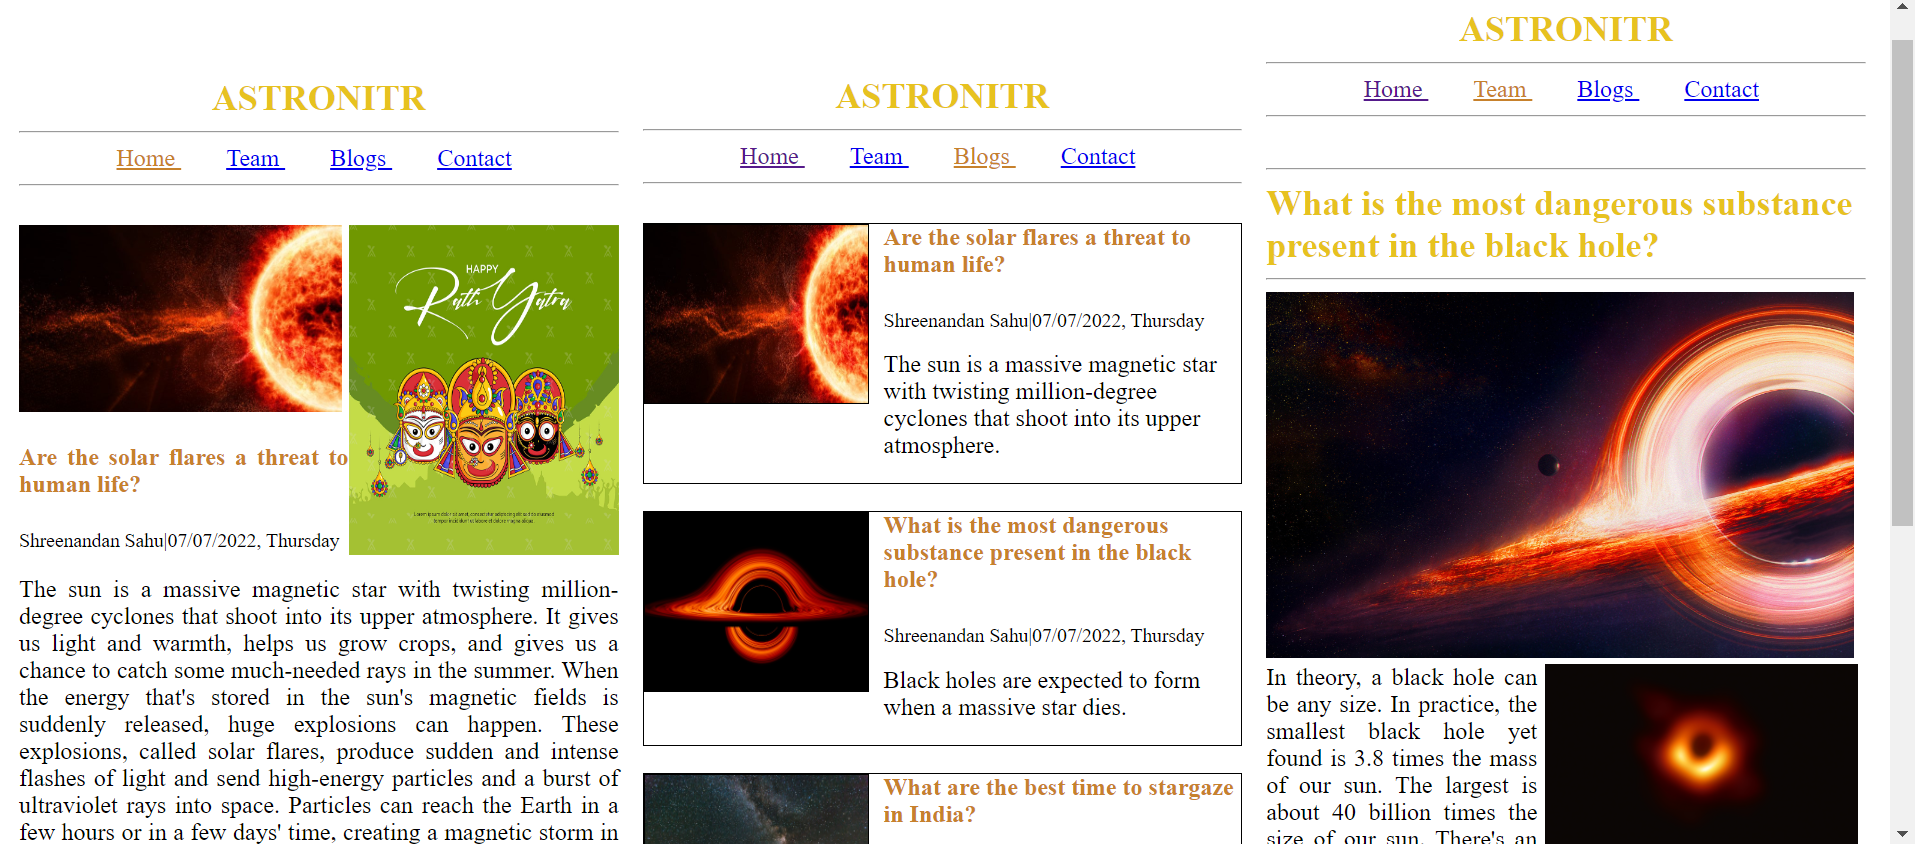 ASTRONITR
Home Team Blogs Contact
HAPPY
Rath Yatra
Are the solar flares a threat to
human life?
Shreenandan Sahu|07/07/2022, Thursday
The sun is a massive magnetic star with twisting million-
degree cyclones that shoot into its upper atmosphere. It gives
us light and warmth, helps us grow crops, and gives us a
chance to catch some much-needed rays in the summer. When
the energy that's stored in the sun's magnetic fields is
suddenly released, huge explosions can happen. These
explosions, called solar flares, produce sudden and intense
flashes of light and send high-energy particles and a burst of
ultraviolet rays into space. Particles can reach the Earth in a
few hours or in a few days' time, creating a magnetic storm in
ASTRONITR
Home Team Blogs Contact
Are the solar flares a threat to
human life?
Shreenandan Sahu|07/07/2022, Thursday
The sun is a massive magnetic star
with twisting million-degree
cyclones that shoot into its upper
atmosphere.
What is the most dangerous
substance present in the black
hole?
Shreenandan Sahu|07/07/2022, Thursday
Black holes are expected to form
when a massive star dies.
What are the best time to stargaze
in India?
ASTRONITR
Home Team Blogs Contact
What is the most dangerous substance
present in the black hole?
In theory, a black hole can
be any size. In practice, the
smallest black hole yet
found is 3.8 times the mass
of our sun. The largest is
about 40 billion times the
size of our sun. There's an